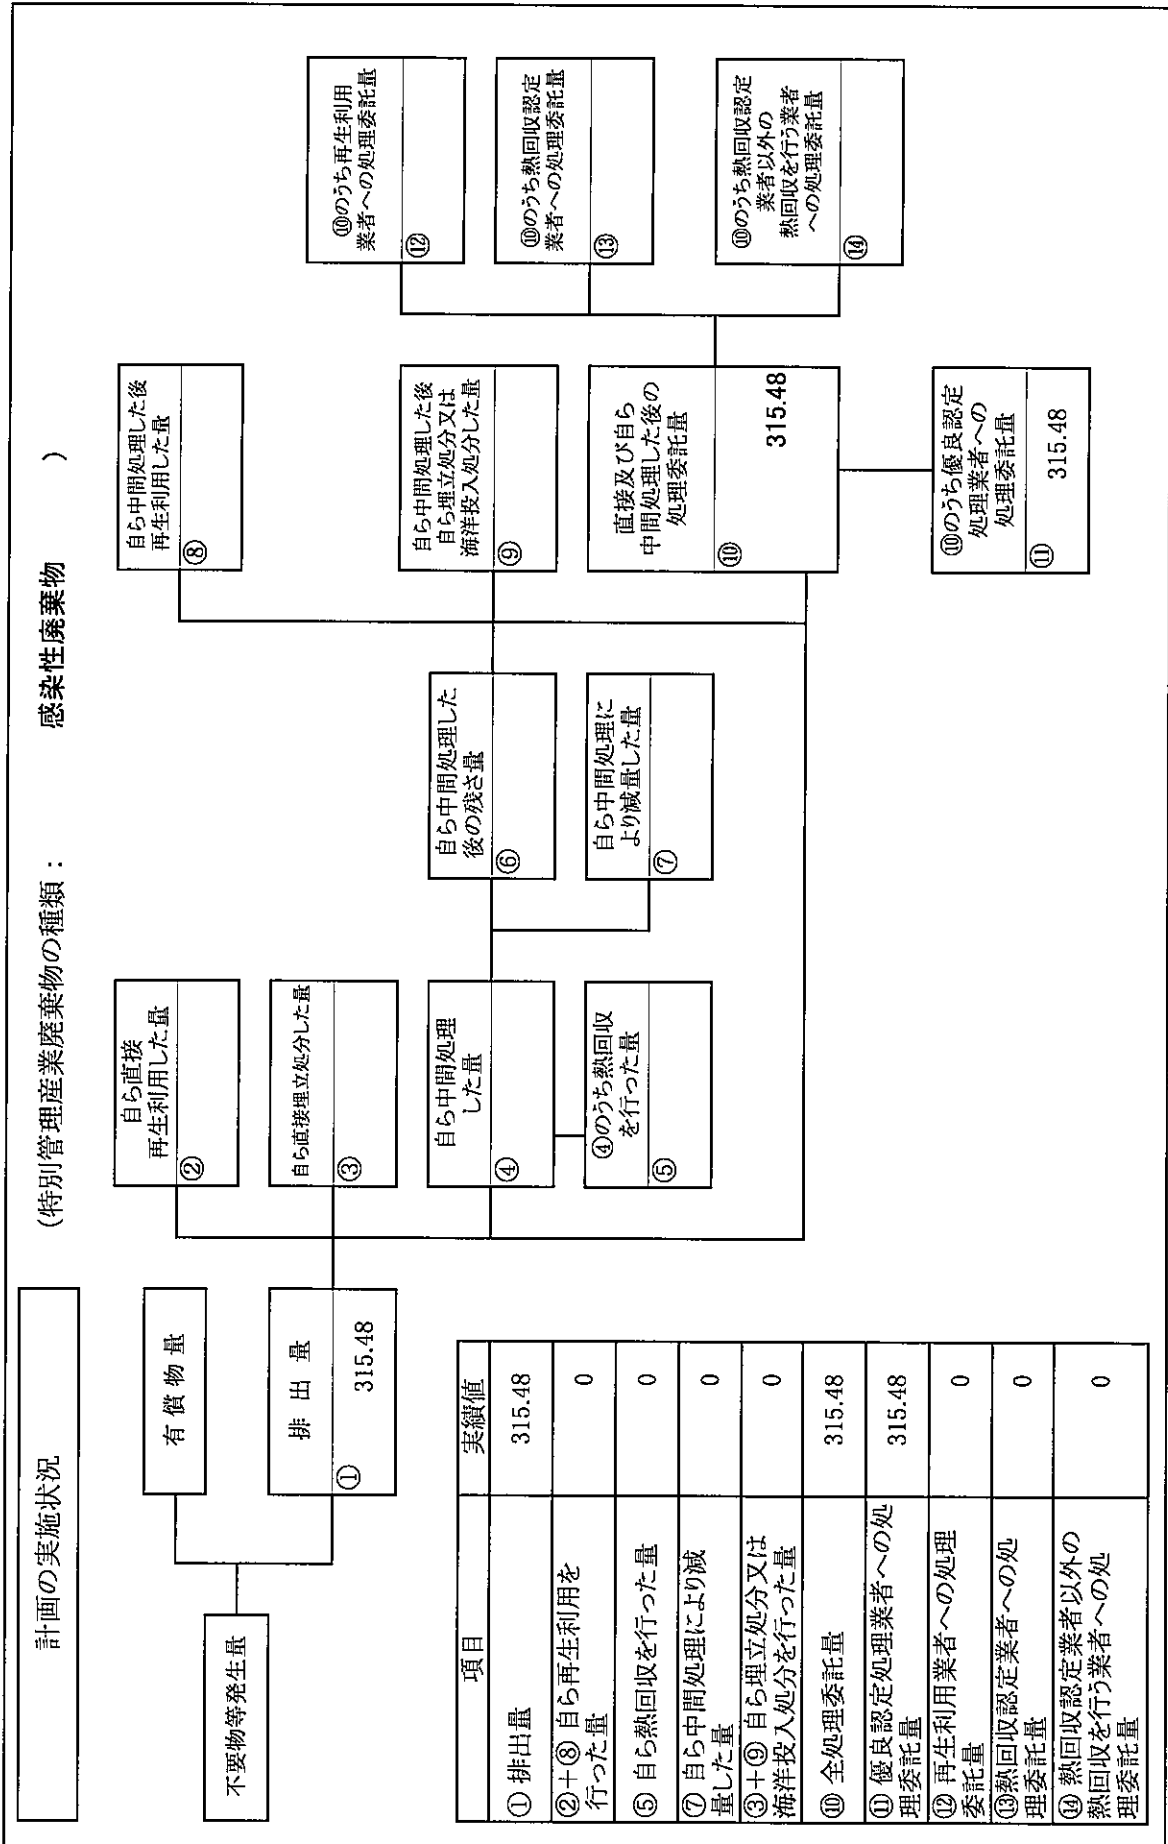 計画の実施状況
(特別管理産業廃棄物の種類： 感染性廃棄物 )
不要物等発生量
有償物量
排出量
①
315.48
自ら直接
再生利用した量
②
自ら直接埋立処分した量
③
自ら中間処理
した量
④
④のうち熱回収
を行った量
⑤
自ら中間処理した
後の残さ量
⑥
自ら中間処理に
より減量した量
⑦
自ら中間処理した後
再生利用した量
⑧
自ら中間処理した後
自ら埋立処分又は
海洋投入処分した量
⑨
直接及び自ら
中間処理した後の
処理委託量
⑩
315.48
⑩のうち優良認定
処理業者への
処理委託量
⑪
315.48
⑩のうち再生利用
業者への処理委託量
⑫
⑩のうち熱回収認定
業者への処理委託量
⑬
⑩のうち熱回収認定
業者以外の
熱回収を行う業者
への処理委託量
⑭
項目 実績値
① 排出量 315.48
②＋⑧ 自ら再生利用を
行った量 0
⑤ 自ら熱回収を行った量 0
⑦ 自ら中間処理により減
量した量 0
③＋⑨ 自ら埋立処分又は
海洋投入処分を行った量 0
⑩ 全処理委託量 315.48
⑪ 優良認定処理業者への処
理委託量 315.48
⑫ 再生利用業者への処理
委託量 0
⑬熱回収認定業者への処
理委託量 0
⑭ 熱回収認定業者以外の
熱回収を行う業者への処
理委託量 0